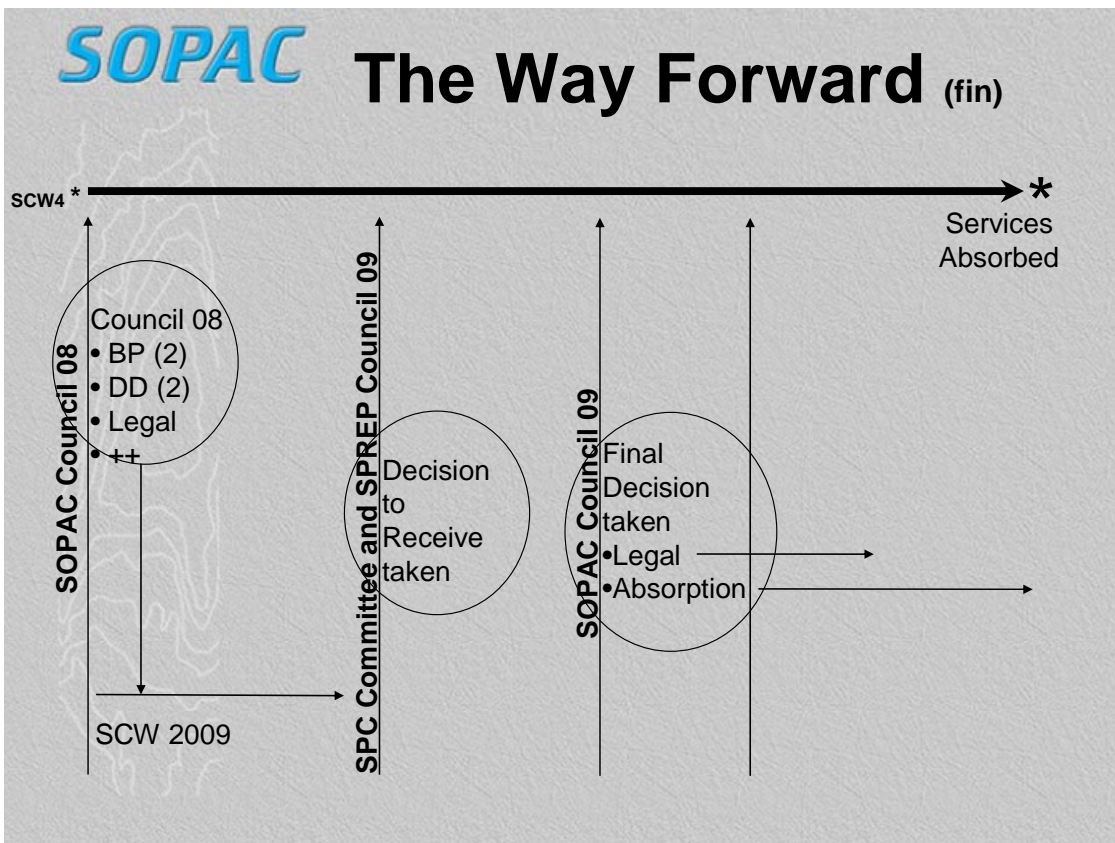 SOPAC
The Way Forward (fin)
SCW4 *
*
Services
Absorbed
SOPAC Council 08
Council 08
• BP (2)
• DD (2)
• Legal
• ++
SCW 2009
SPC Committee and SPREP Council 09
Decision
to
Receive
taken
SOPAC Council 09
Final
Decision
taken
•Legal
•Absorption